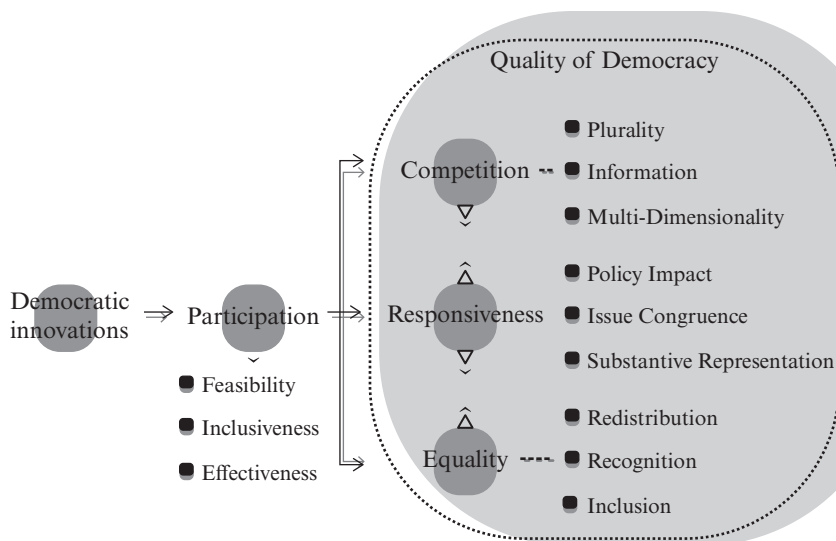 Quality of Democracy
Plurality
Competition
Information
Multi-Dimensionality
Policy Impact
Democratic
innovations
Participation
Responsiveness
Issue Congruence
Substantive Representation
Feasibility
Inclusiveness
Effectiveness
Redistribution
Equality
Recognition
Inclusion